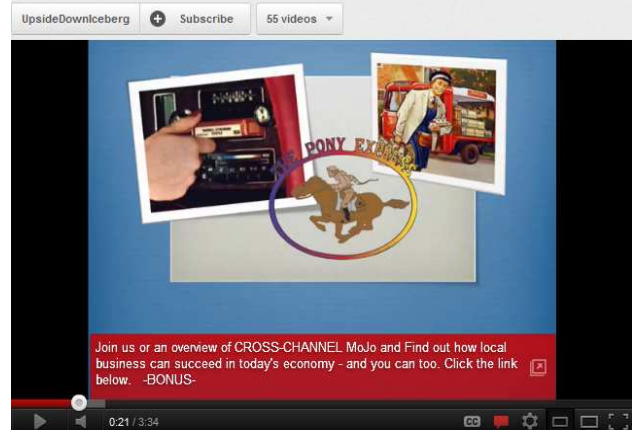 UpsideDownIceberg Subscribe 55 videos
THE PONY EXPRESS
Join us or an overview of CROSS-CHANNEL MoJo and Find out how local
business can succeed in today's economy - and you can too. Click the link
below. -BONUS-
0:21 / 3:34 CC